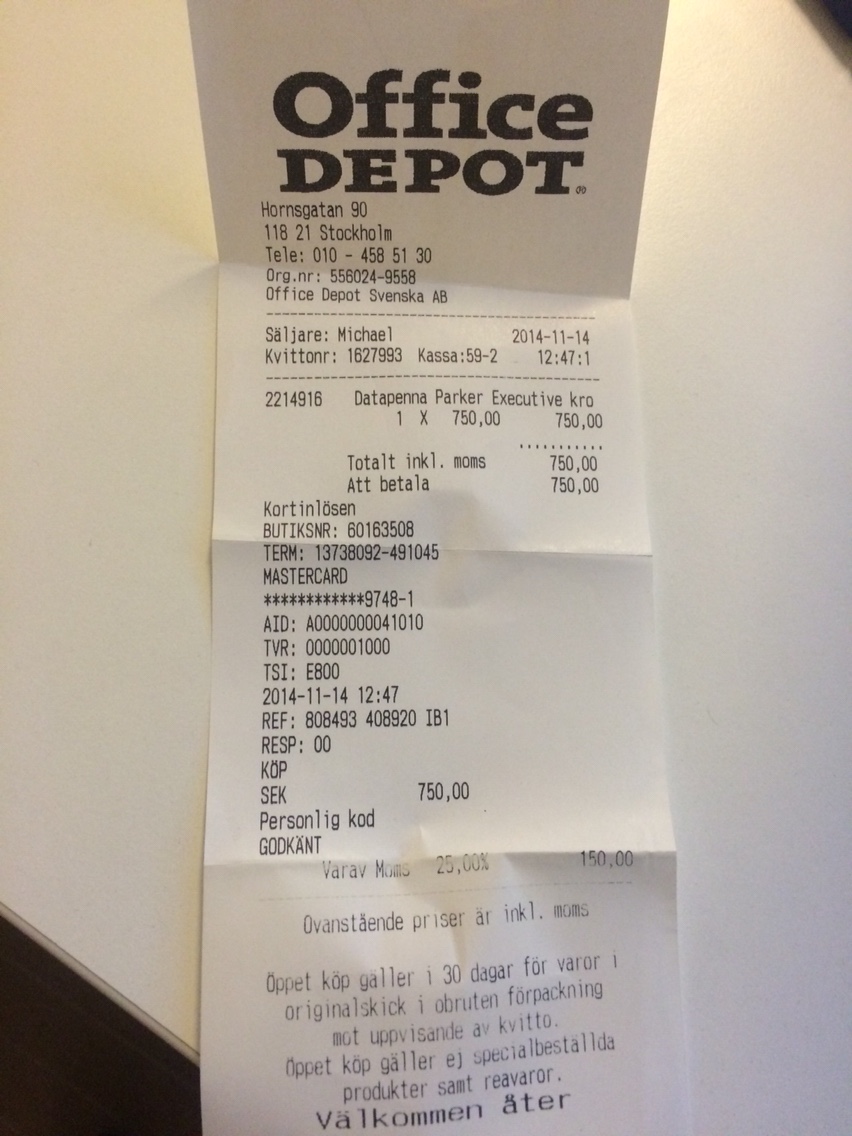 Office
DEPOT®
Hornsgatan 90
118 21 Stockholm
Tele: 010 - 458 51 30
Org.nr: 556024-9558
Office Depot Svenska AB
Säljare: Michael 2014-11-14
Kvittonr: 1627993 Kassa:59-2 12:47:1
2214916 Datapenna Parker Executive kro
1 X 750,00 750,00
Totalt inkl. moms 750,00
Att betala 750,00
Kortinlösen
BUTIKSNR: 60163508
TERM: 13738092-491045
MASTERCARD
************9748-1
AID: A0000000041010
TVR: 0000001000
TSI: E800
2014-11-14 12:47
REF: 808493 408920 IB1
RESP: 00
KÖP
SEK 750,00
Personlig kod
GODKÄNT
Varav Moms 25,00% 150,00
Ovanstående priser är inkl. moms
Öppet köp gäller i 30 dagar för varor i
originalskick i obruten förpackning
mot uppvisande av kvitto.
Öppet köp gäller ej specialbeställda
produkter samt reavaror.
Välkommen åter